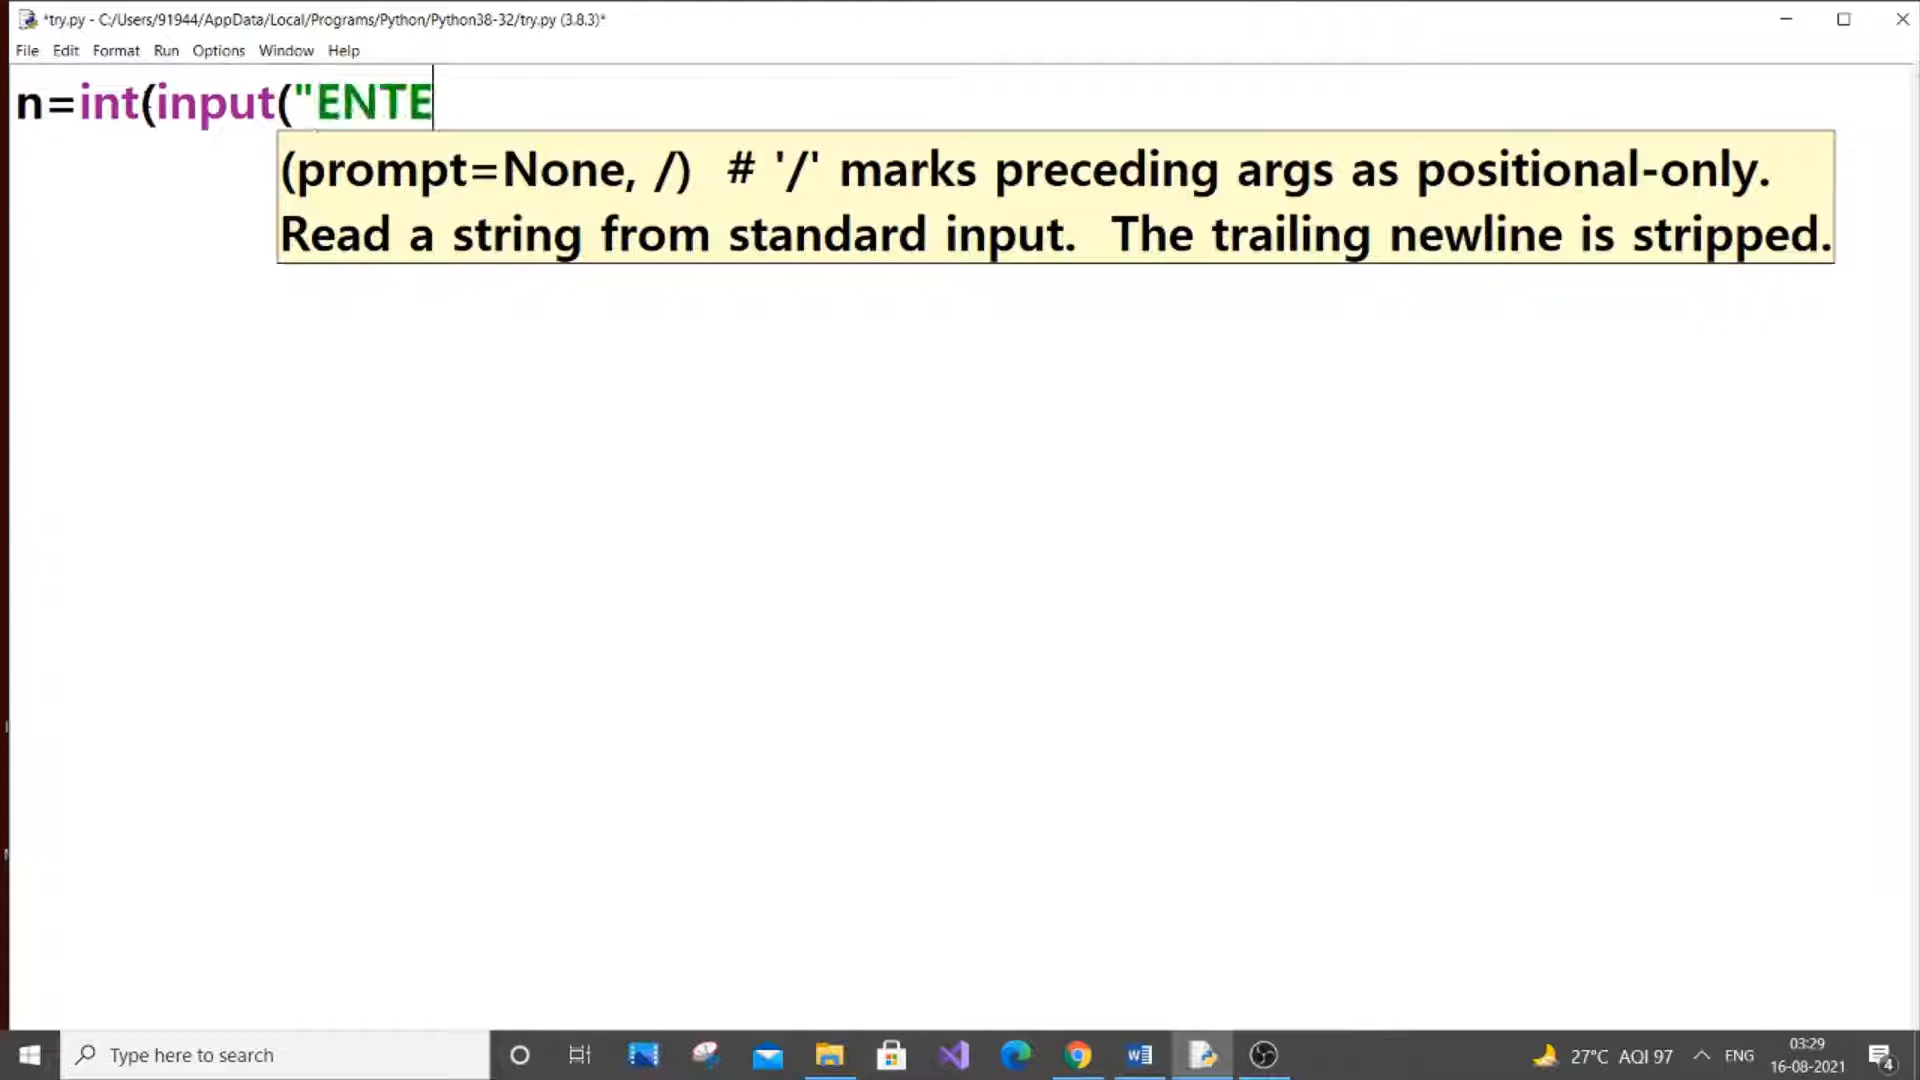 *try.py - C:/Users/91944/AppData/Local/Programs/Python/Python38-32/try.py (3.8.3)*
File Edit Format Run Options Window Help
n=int(input("ENTE
(prompt=None, /)  # '/' marks preceding args as positional-only.
Read a string from standard input.  The trailing newline is stripped.
Type here to search
27°C AQI 97
ENG
03:29
16-08-2021
4